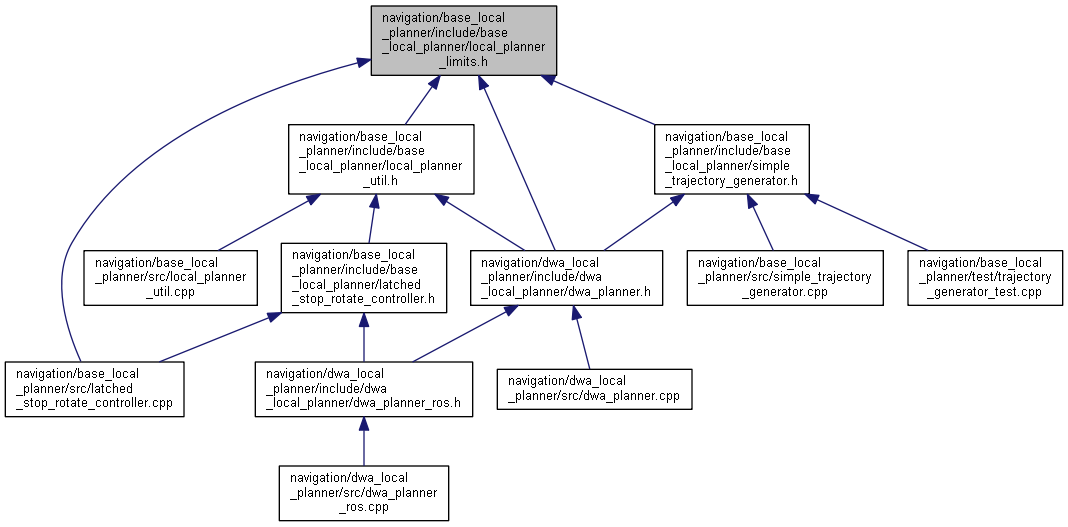 navigation/base_local
_planner/include/base
_local_planner/local_planner
_limits.h
navigation/base_local
_planner/include/base
_local_planner/local_planner
_util.h
navigation/base_local
_planner/include/base
_local_planner/simple
_trajectory_generator.h
navigation/base_local
_planner/src/local_planner
_util.cpp
navigation/base_local
_planner/include/base
_local_planner/latched
_stop_rotate_controller.h
navigation/dwa_local
_planner/include/dwa
_local_planner/dwa_planner.h
navigation/base_local
_planner/src/simple_trajectory
_generator.cpp
navigation/base_local
_planner/test/trajectory
_generator_test.cpp
navigation/base_local
_planner/src/latched
_stop_rotate_controller.cpp
navigation/dwa_local
_planner/include/dwa
_local_planner/dwa_planner_ros.h
navigation/dwa_local
_planner/src/dwa_planner.cpp
navigation/dwa_local
_planner/src/dwa_planner
_ros.cpp